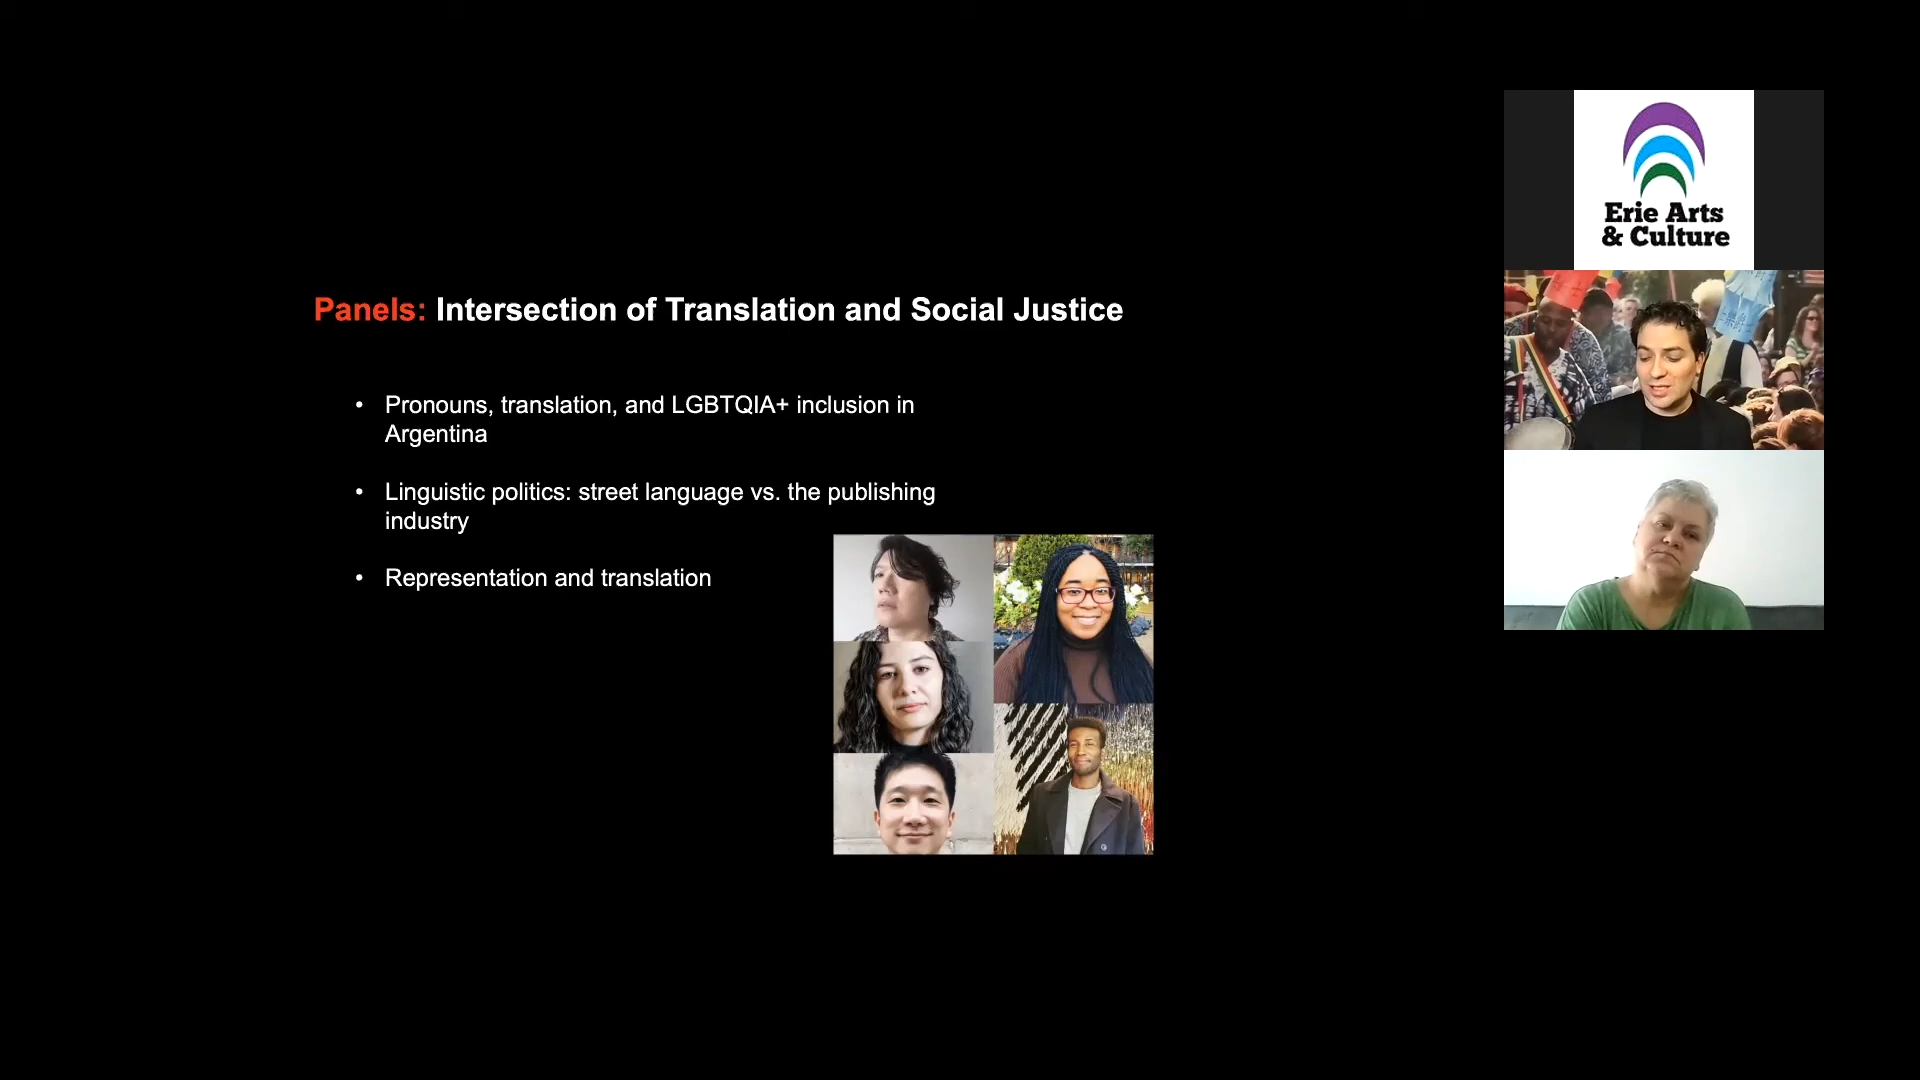 Panels: Intersection of Translation and Social Justice
• Pronouns, translation, and LGBTQIA+ inclusion in
Argentina
• Linguistic politics: street language vs. the publishing
industry
• Representation and translation
Erie Arts
& Culture